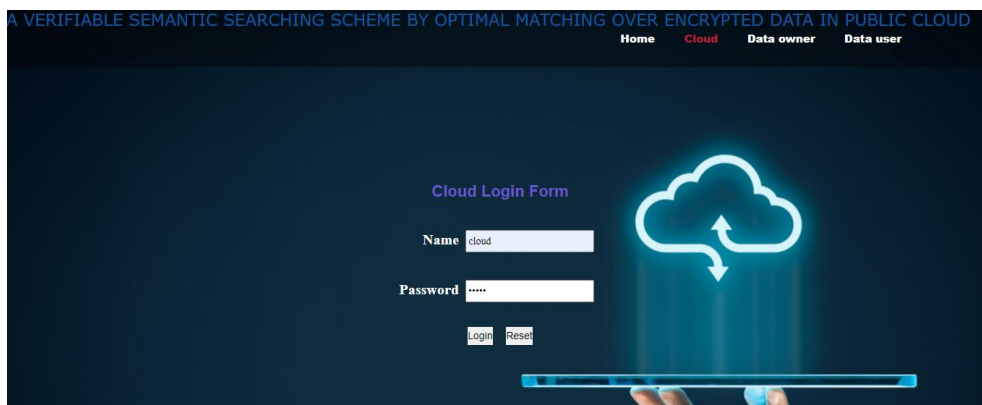 A VERIFIABLE SEMANTIC SEARCHING SCHEME BY OPTIMAL MATCHING OVER ENCRYPTED DATA IN PUBLIC CLOUD
Home Cloud Data owner Data user
Cloud Login Form
Name cloud
Password •••••
Login Reset